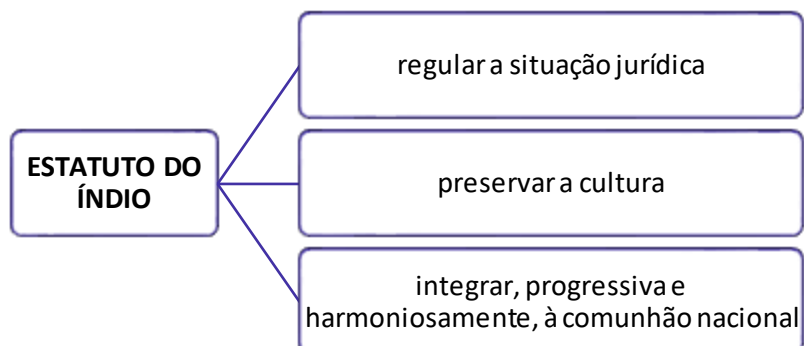 ESTATUTO DO
ÍNDIO
regular a situação jurídica
preservar a cultura
integrar, progressiva e
harmoniosamente, à comunhão nacional